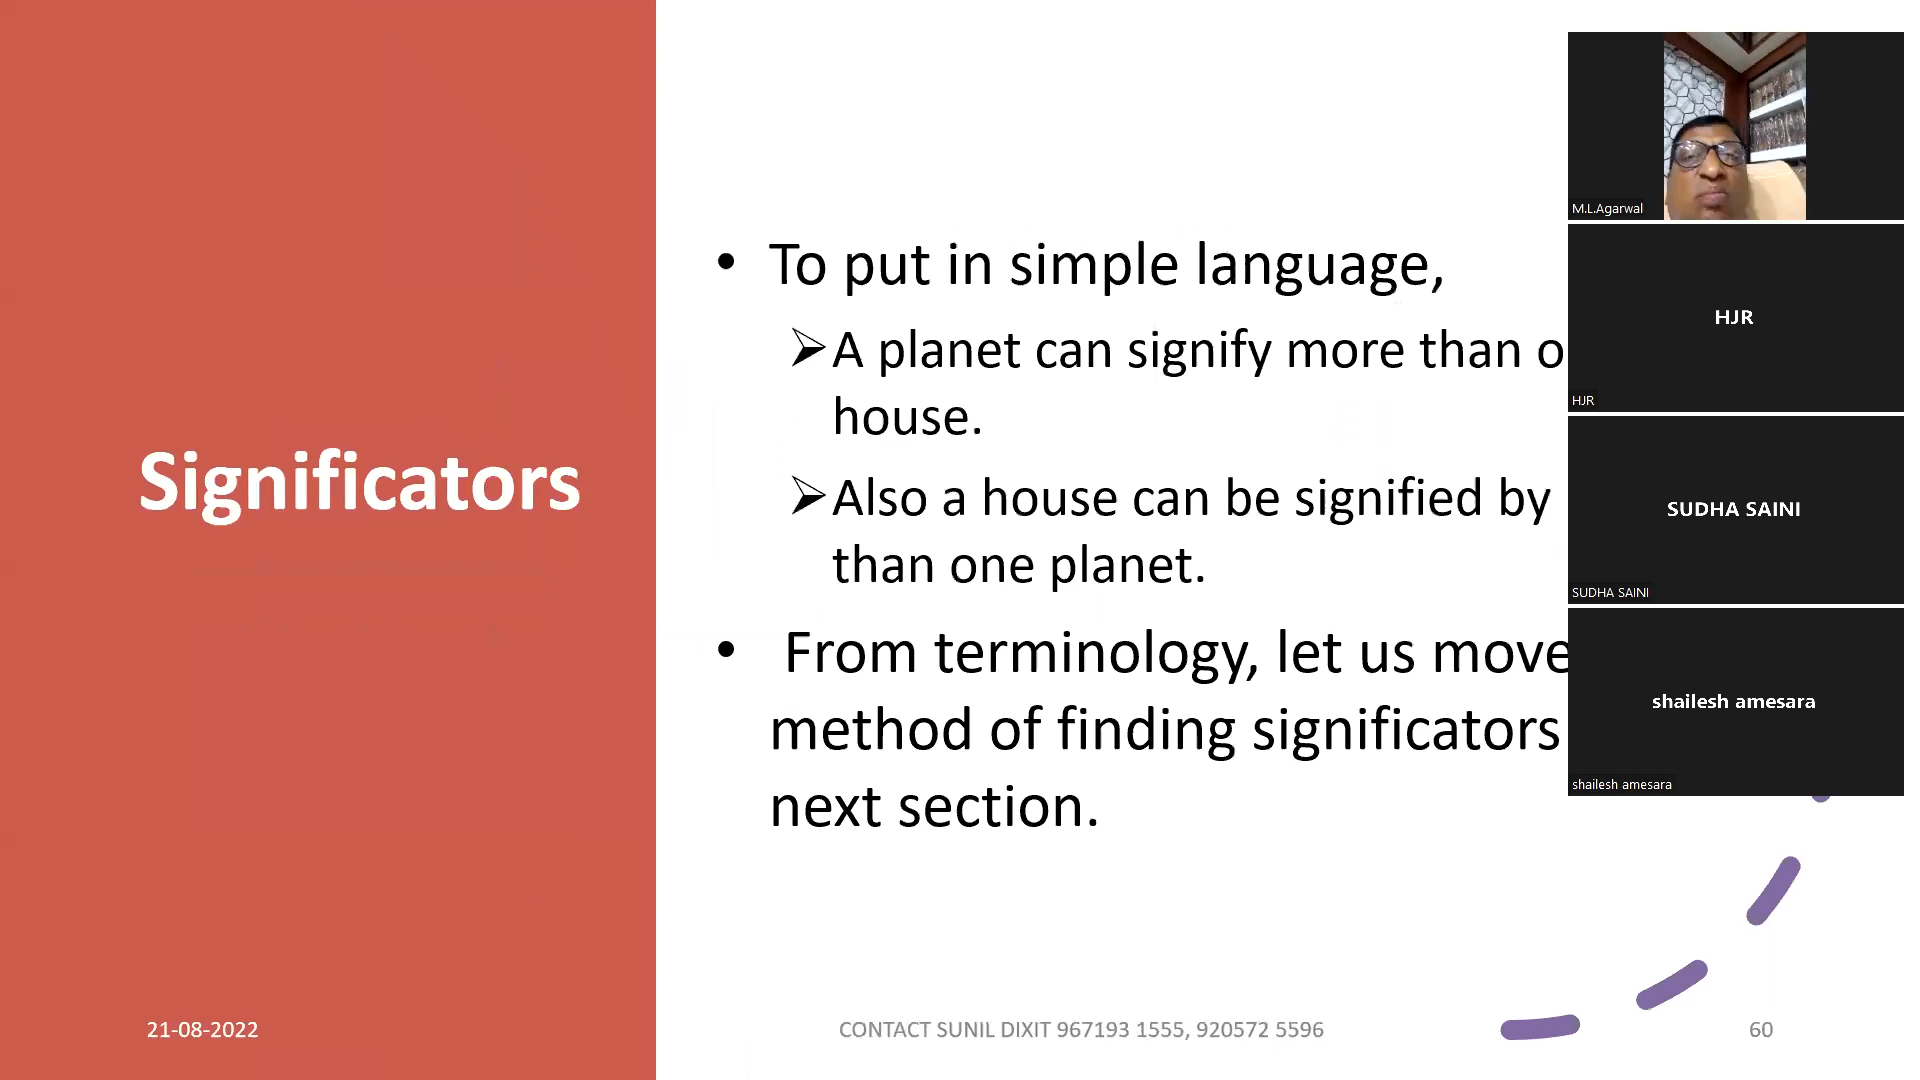 Significators
• To put in simple language,
➢A planet can signify more than o
house.
➢Also a house can be signified by
than one planet.
• From terminology, let us move
method of finding significators
next section.
21-08-2022
CONTACT SUNIL DIXIT 967193 1555, 920572 5596
60
M.L.Agarwal
HJR
HJR
SUDHA SAINI
SUDHA SAINI
shailesh amesara
shailesh amesara